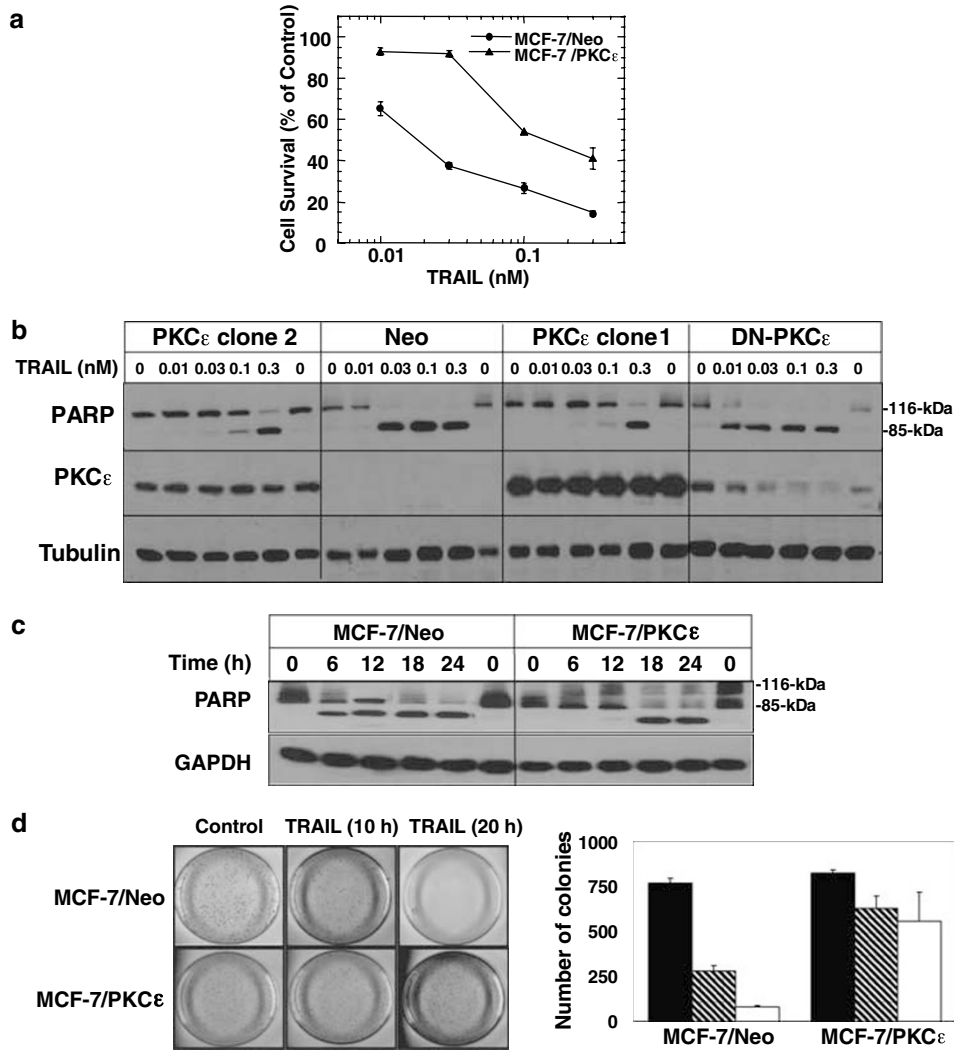 a
100
80
60
40
20
0
Cell Survival (% of Control)
MCF-7/Neo
MCF-7 /PKCε
0.01 0.1
TRAIL (nM)
b
PKCε clone 2 Neo PKCε clone1 DN-PKCε
TRAIL (nM) 0 0.01 0.03 0.1 0.3 0 0 0.01 0.03 0.1 0.3 0 0 0.01 0.03 0.1 0.3 0 0 0.01 0.03 0.1 0.3 0
PARP
-116-kDa
-85-kDa
PKCε
Tubulin
c
MCF-7/Neo MCF-7/PKCε
Time (h) 0 6 12 18 24 0 0 6 12 18 24 0
PARP
-116-kDa
-85-kDa
GAPDH
d
Control TRAIL (10 h) TRAIL (20 h)
MCF-7/Neo
MCF-7/PKCε
1000
750
500
250
0
Number of colonies
MCF-7/Neo MCF-7/PKCε